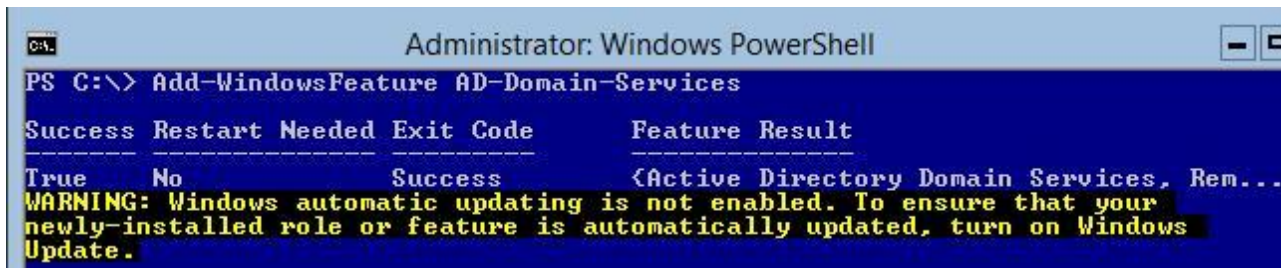 Administrator: Windows PowerShell
PS C:\> Add-WindowsFeature AD-Domain-Services
Success Restart Needed Exit Code Feature Result
True No Success {Active Directory Domain Services, Rem...
WARNING: Windows automatic updating is not enabled. To ensure that your
newly-installed role or feature is automatically updated, turn on Windows
Update.